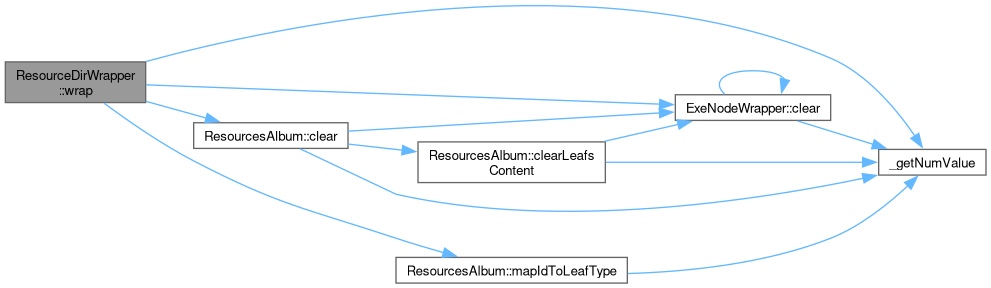 ResourceDirWrapper
::wrap
ResourcesAlbum::clear
ResourcesAlbum::clearLeafs
Content
ExeNodeWrapper::clear
_getNumValue
ResourcesAlbum::mapIdToLeafType